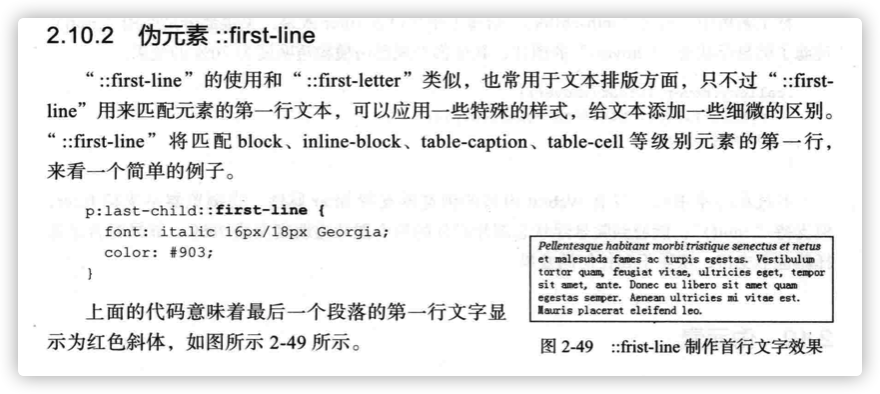 2.10.2 伪元素 ::first-line
“::first-line”的使用和“::first-letter”类似，也常用于文本排版方面，只不过“::first-
line”用来匹配元素的第一行文本，可以应用一些特殊的样式，给文本添加一些细微的区别。
“::first-line”将匹配 block、inline-block、table-caption、table-cell 等级别元素的第一行，
来看一个简单的例子。
p:last-child::first-line {
font: italic 16px/18px Georgia;
color: #903;
}
上面的代码意味着最后一个段落的第一行文字显
示为红色斜体，如图所示 2-49 所示。
Pellentesque habitant morbi tristique senectus et netus
et malesuada fames ac turpis egestas. Vestibulum
tortor quam, feugiat vitae, ultricies eget, tempor
sit amet, ante. Donec eu libero sit amet quam
egestas semper. Aenean ultricies mi vitae est.
Mauris placerat eleifend leo.
图 2-49 ::frist-line 制作首行文字效果